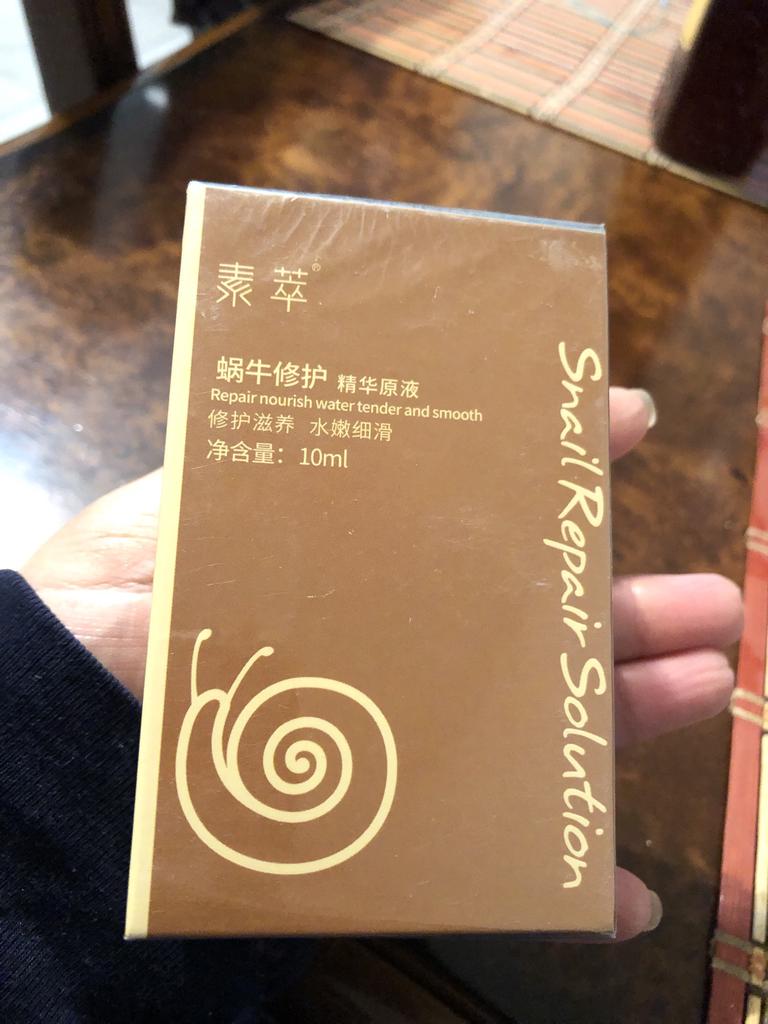 素萃®
蜗牛修护 精华原液
Repair nourish water tender and smooth
修护滋养 水嫩细滑
净含量：10ml
Snail Repair Solution